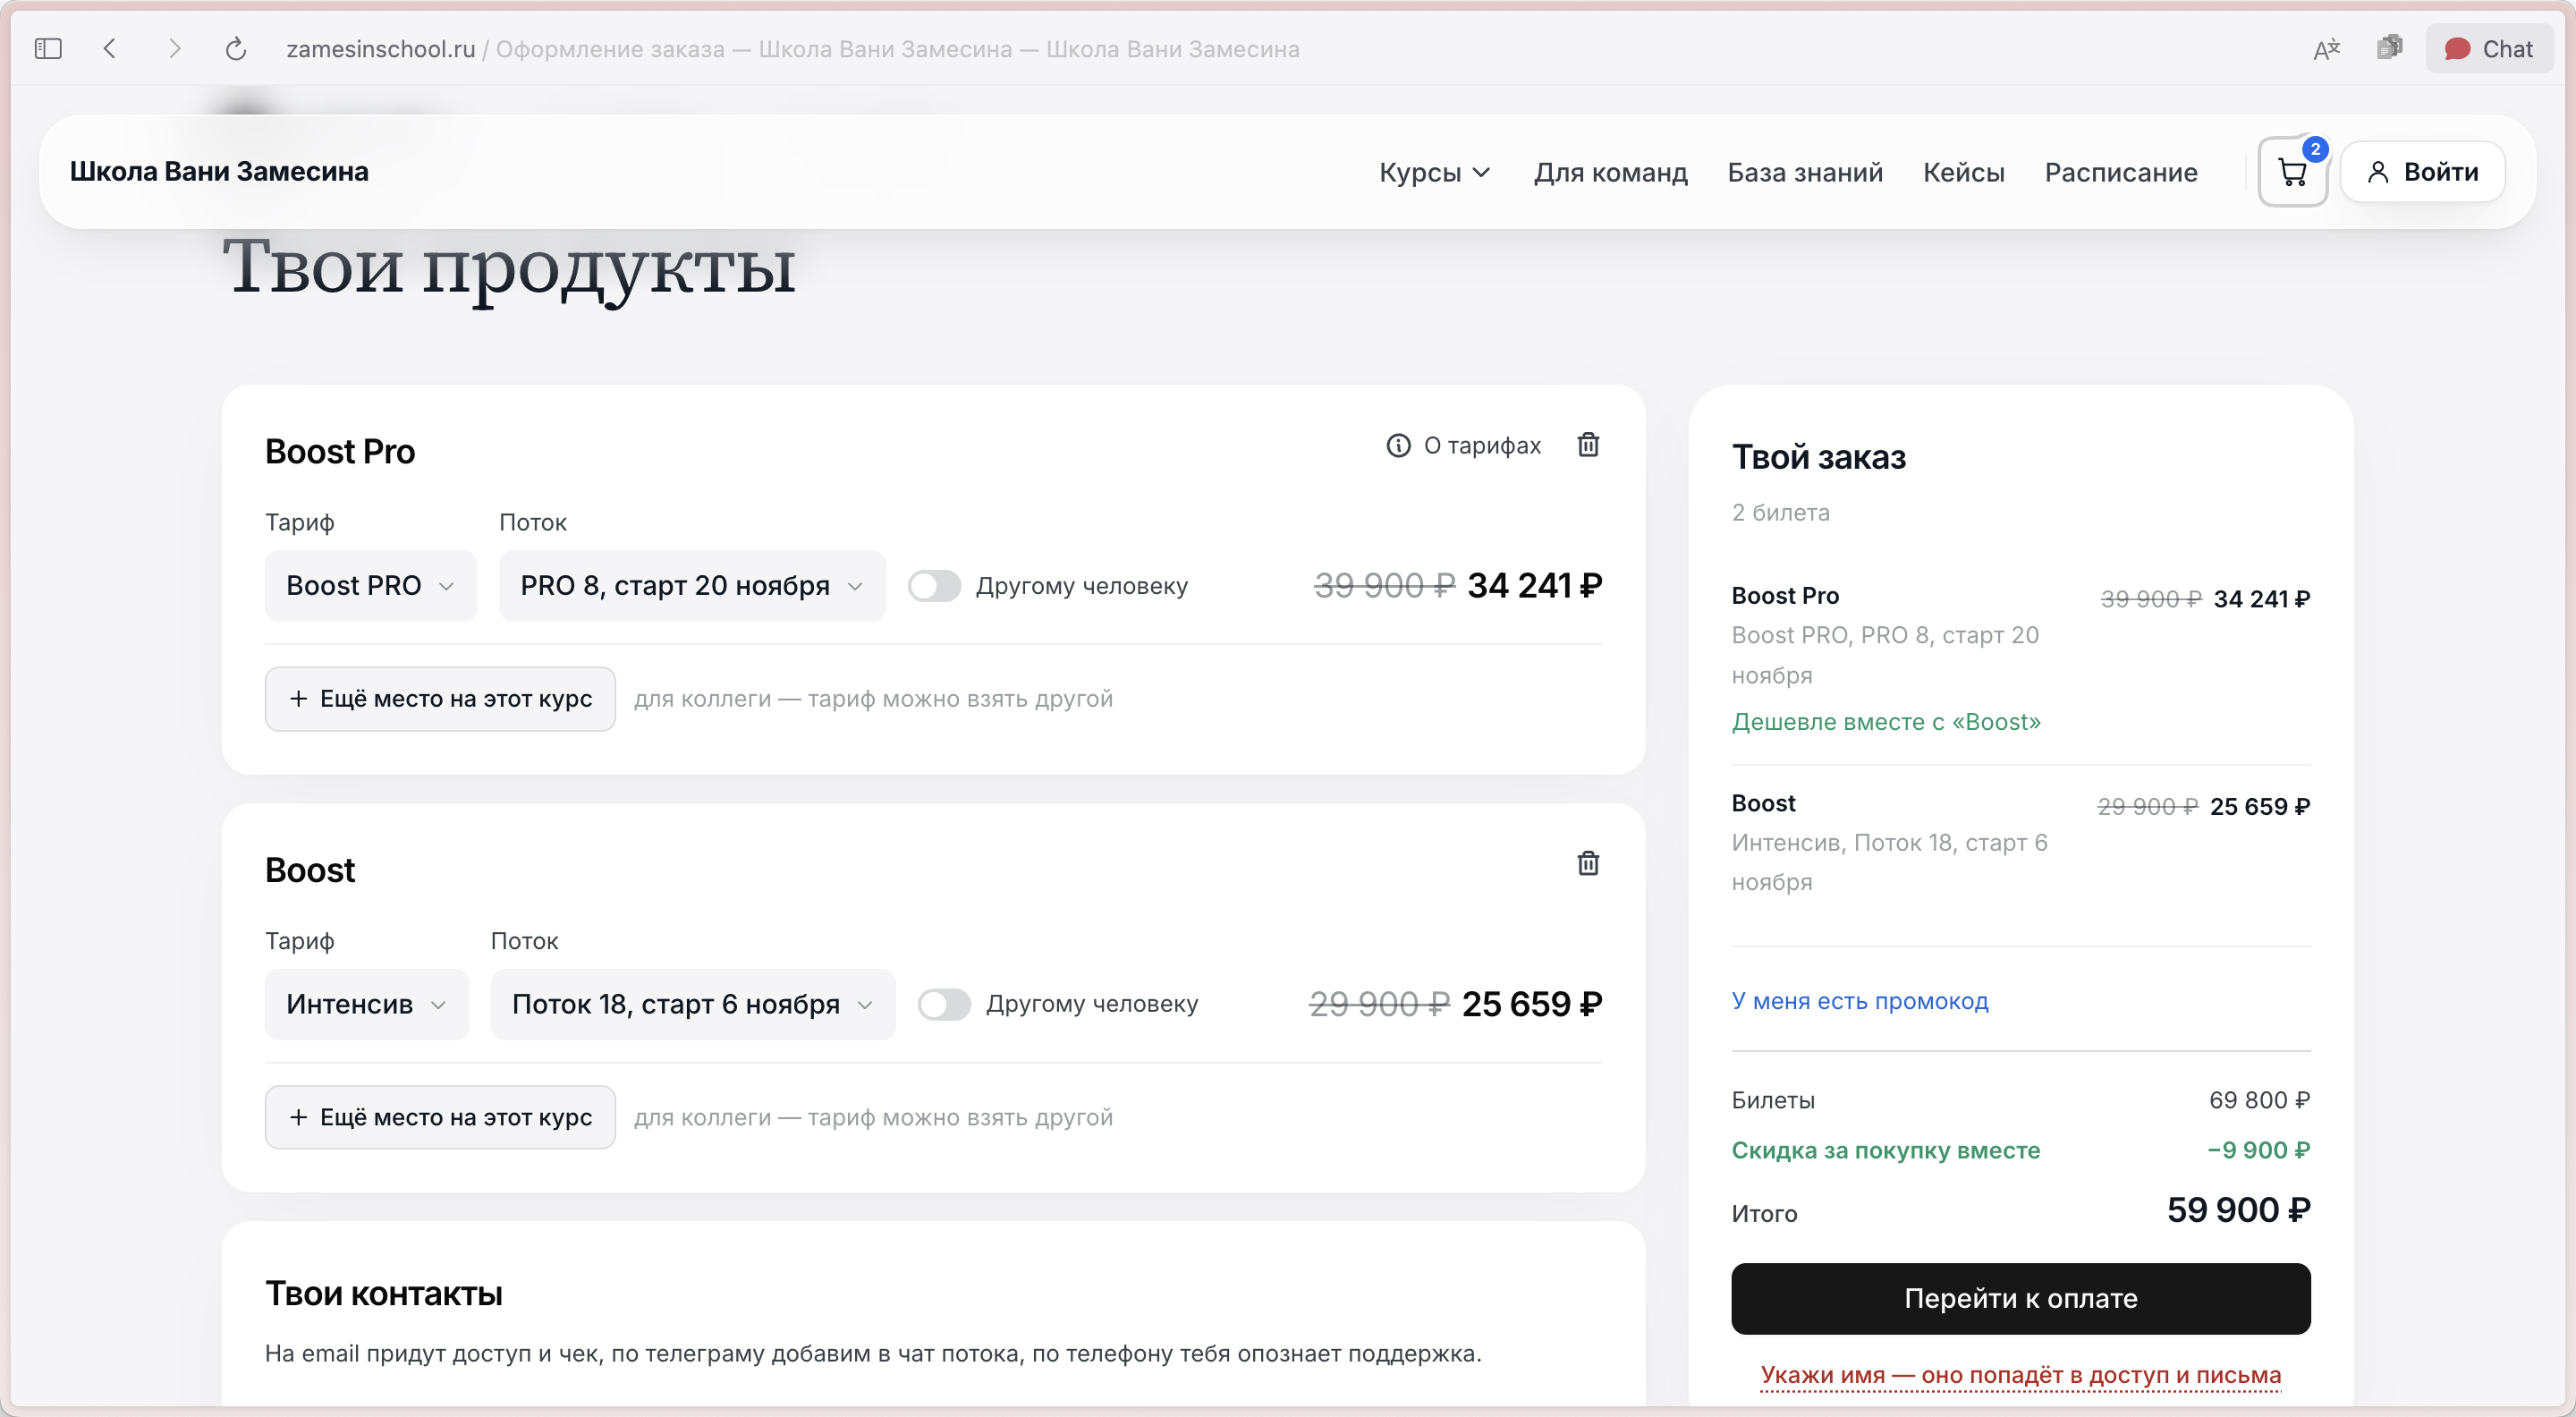 zamesinschool.ru / Оформление заказа — Школа Вани Замесина — Школа Вани Замесина
Chat
Школа Вани Замесина
Курсы
Для команд
База знаний
Кейсы
Расписание
2
Войти
Твои продукты
Boost Pro
О тарифах
Тариф
Поток
Boost PRO
PRO 8, старт 20 ноября
Другому человеку
39 900 ₽ 34 241 ₽
+ Ещё место на этот курс
для коллеги — тариф можно взять другой
Boost
Тариф
Поток
Интенсив
Поток 18, старт 6 ноября
Другому человеку
29 900 ₽ 25 659 ₽
+ Ещё место на этот курс
для коллеги — тариф можно взять другой
Твои контакты
На email придут доступ и чек, по телеграму добавим в чат потока, по телефону тебя опознает поддержка.
Твой заказ
2 билета
Boost Pro
39 900 ₽ 34 241 ₽
Boost PRO, PRO 8, старт 20
ноября
Дешевле вместе с «Boost»
Boost
29 900 ₽ 25 659 ₽
Интенсив, Поток 18, старт 6
ноября
У меня есть промокод
Билеты
69 800 ₽
Скидка за покупку вместе
−9 900 ₽
Итого
59 900 ₽
Перейти к оплате
Укажи имя — оно попадёт в доступ и письма